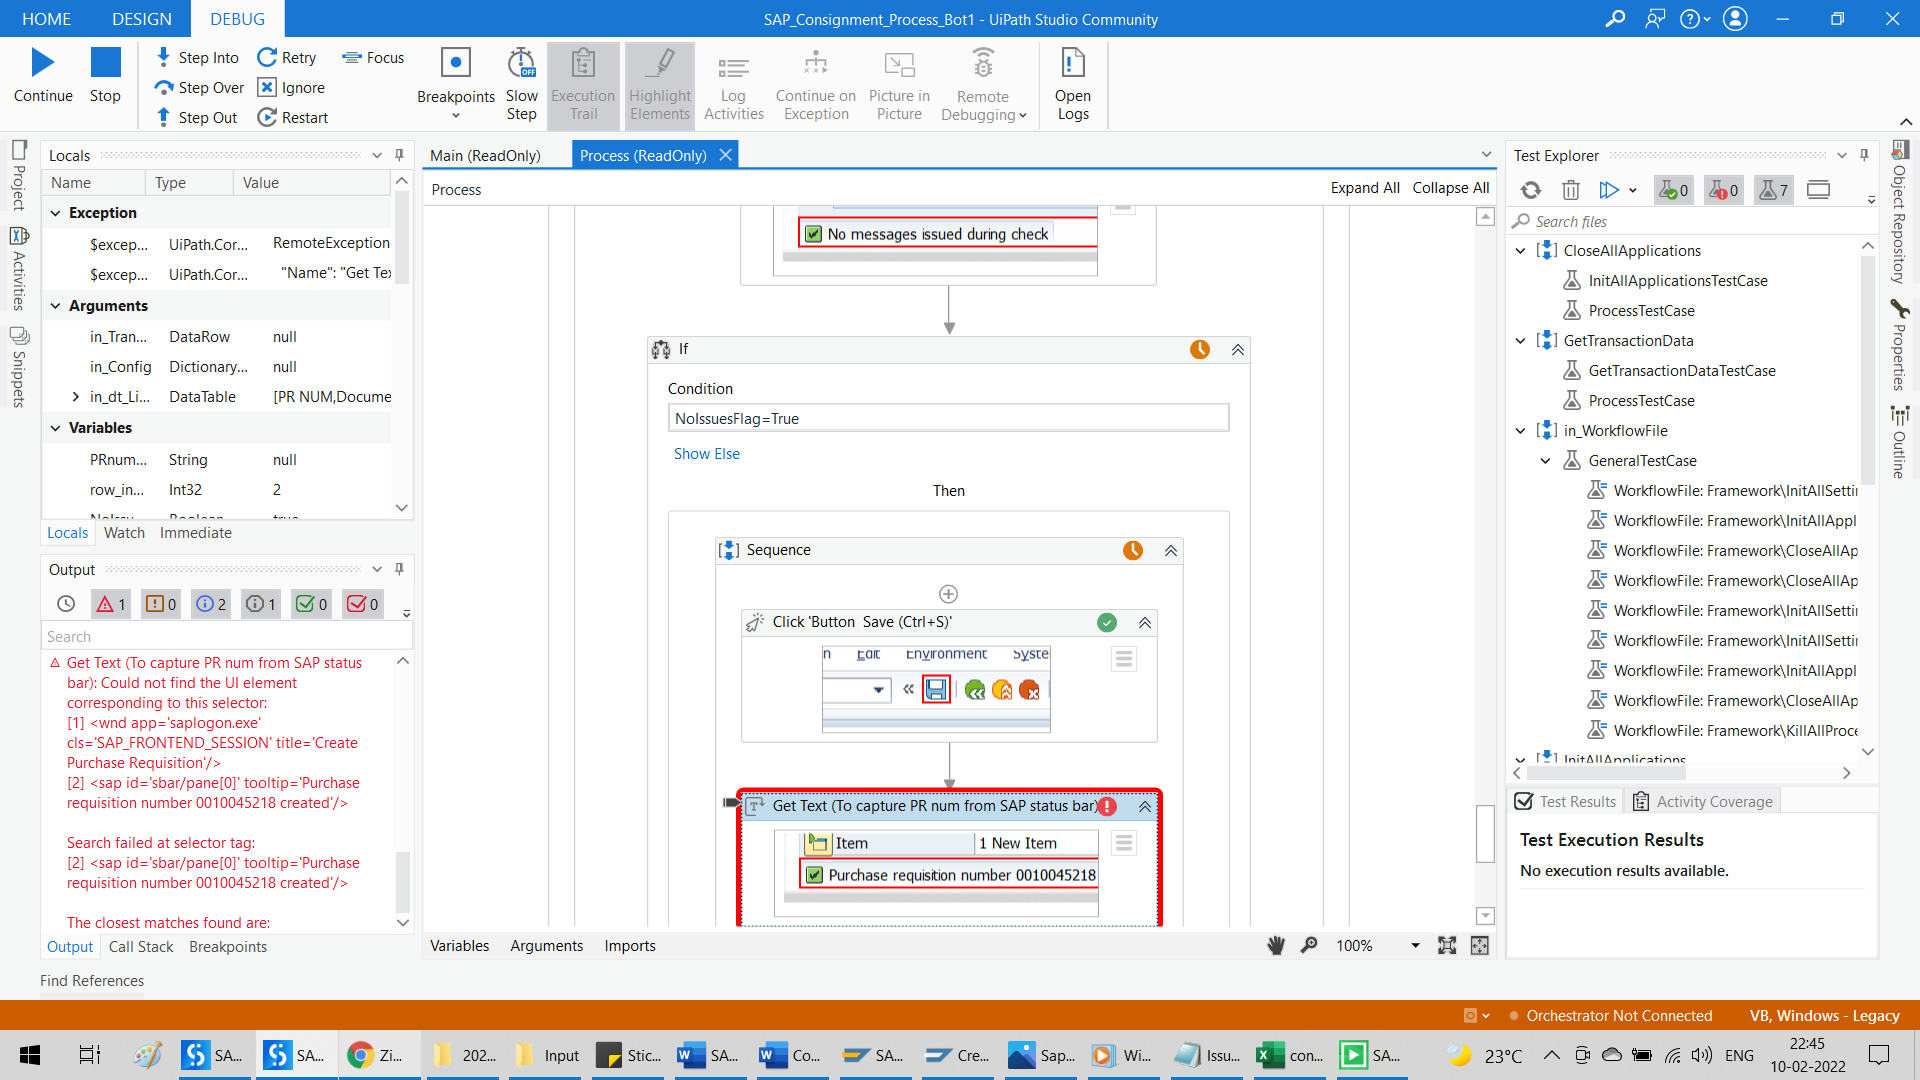 HOME
DESIGN
DEBUG
SAP_Consignment_Process_Bot1 - UiPath Studio Community
Continue
Stop
Step Into
Step Over
Step Out
Retry
Ignore
Restart
Focus
Breakpoints
Slow
Step
OFF
Execution
Trail
Highlight
Elements
Log
Activities
Continue on
Exception
Picture in
Picture
Remote
Debugging
Open
Logs
Project
Activities
Snippets
Locals
Name
Type
Value
Exception
$excep... UiPath.Cor... RemoteException
$excep... UiPath.Cor... "Name": "Get Te
Arguments
in_Tran... DataRow null
in_Config Dictionary... null
in_dt_Li... DataTable [PR NUM,Docume
Variables
PRnum... String null
row_in... Int32 2
NoIssu... Boolean true
Locals
Watch
Immediate
Output
1
0
2
1
0
0
Search
Get Text (To capture PR num from SAP status
bar): Could not find the UI element
corresponding to this selector:
[1] <wnd app='saplogon.exe'
cls='SAP_FRONTEND_SESSION' title='Create
Purchase Requisition'/>
[2] <sap id='sbar/pane[0]' tooltip='Purchase
requisition number 0010045218 created'/>
Search failed at selector tag:
[2] <sap id='sbar/pane[0]' tooltip='Purchase
requisition number 0010045218 created'/>
The closest matches found are:
Output
Call Stack
Breakpoints
Find References
Main (ReadOnly)
Process (ReadOnly)
Process
Expand All
Collapse All
No messages issued during check
If
Condition
NoIssuesFlag=True
Show Else
Then
Sequence
Click 'Button Save (Ctrl+S)'
n Edit Environment Syste
Get Text (To capture PR num from SAP status bar)
Item
1 New Item
Purchase requisition number 0010045218
Variables
Arguments
Imports
100%
Test Explorer
0
0
7
Search files
CloseAllApplications
InitAllApplicationsTestCase
ProcessTestCase
GetTransactionData
GetTransactionDataTestCase
ProcessTestCase
in_WorkflowFile
GeneralTestCase
WorkflowFile: Framework\InitAllSettin
WorkflowFile: Framework\InitAllAppl
WorkflowFile: Framework\CloseAllAp
WorkflowFile: Framework\CloseAllAp
WorkflowFile: Framework\InitAllSettin
WorkflowFile: Framework\InitAllSettin
WorkflowFile: Framework\InitAllAppl
WorkflowFile: Framework\CloseAllAp
WorkflowFile: Framework\KillAllProce
InitAllApplications
Test Results
Activity Coverage
Test Execution Results
No execution results available.
Object Repository
Properties
Outline
Orchestrator Not Connected
VB, Windows - Legacy
SA...
SA...
Zi...
202...
Input
Stic...
SA...
Co...
SA...
Cre...
Sap...
Wi...
Issu...
con...
SA...
23°C
ENG
22:45
10-02-2022